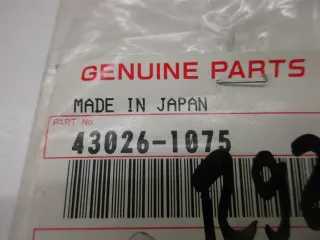 GENUINE PARTS
MADE IN JAPAN
PART No.
43026-1075